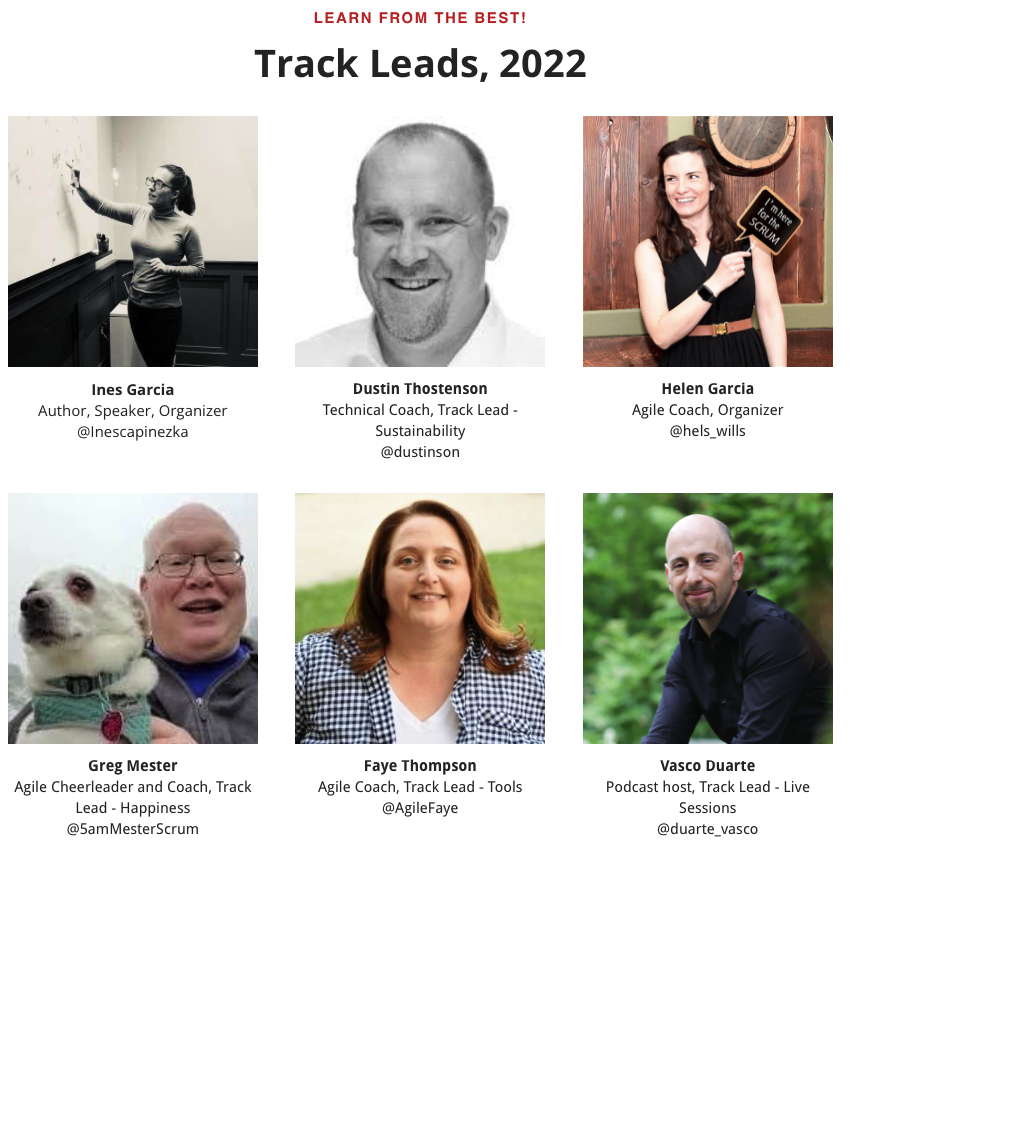 LEARN FROM THE BEST!
Track Leads, 2022
I'm here
for the
SCRUM
Ines Garcia
Author, Speaker, Organizer
@Inescapinezka
Dustin Thostenson
Technical Coach, Track Lead -
Sustainability
@dustinson
Helen Garcia
Agile Coach, Organizer
@hels_wills
Greg Mester
Agile Cheerleader and Coach, Track
Lead - Happiness
@5amMesterScrum
Faye Thompson
Agile Coach, Track Lead - Tools
@AgileFaye
Vasco Duarte
Podcast host, Track Lead - Live
Sessions
@duarte_vasco